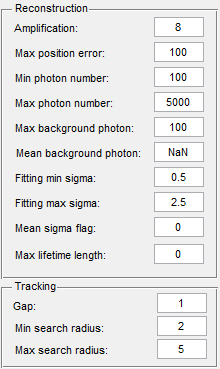 Reconstruction
Amplification: 8
Max position error: 100
Min photon number: 100
Max photon number: 5000
Max background photon: 100
Mean background photon: NaN
Fitting min sigma: 0.5
Fitting max sigma: 2.5
Mean sigma flag: 0
Max lifetime length: 0
Tracking
Gap: 1
Min search radius: 2
Max search radius: 5